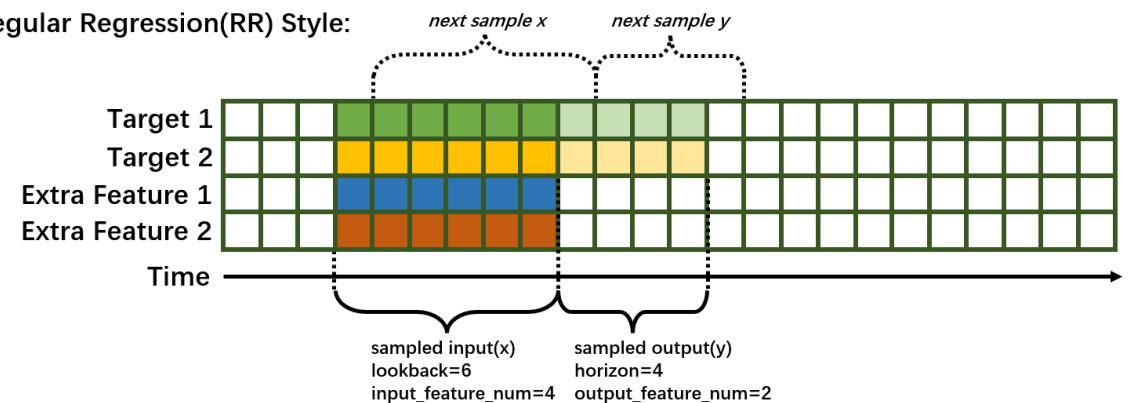 egular Regression(RR) Style:
next sample x
next sample y
Target 1
Target 2
Extra Feature 1
Extra Feature 2
Time
sampled input(x)
lookback=6
input_feature_num=4
sampled output(y)
horizon=4
output_feature_num=2